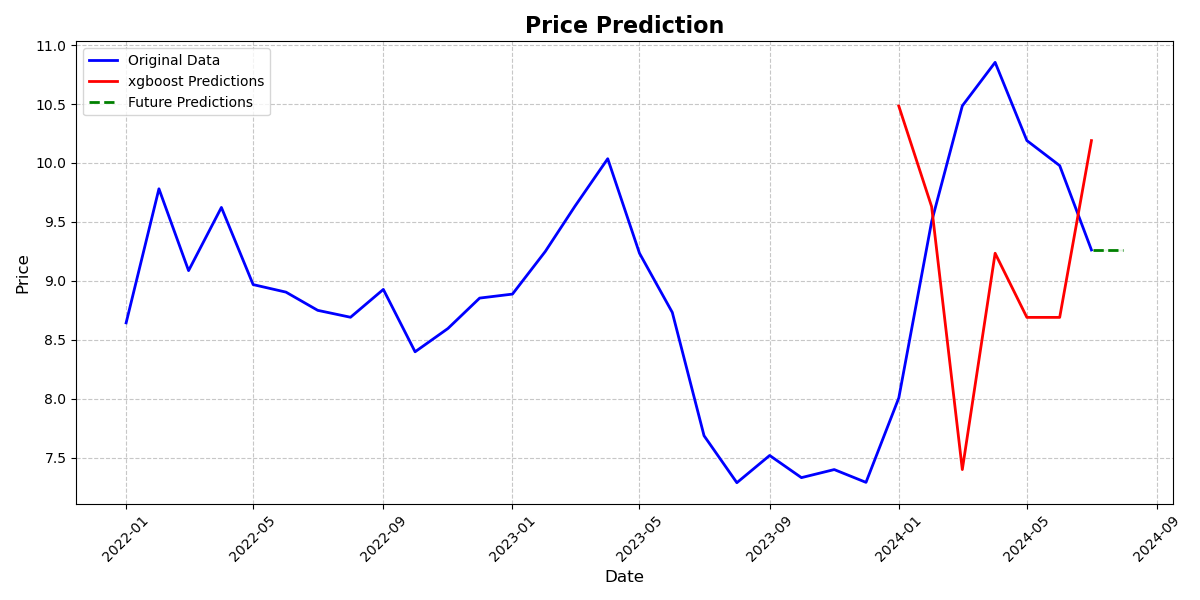 Price Prediction
Original Data
xgboost Predictions
Future Predictions
Price
11.0
10.5
10.0
9.5
9.0
8.5
8.0
7.5
2022-01
2022-05
2022-09
2023-01
2023-05
2023-09
2024-01
2024-05
2024-09
Date